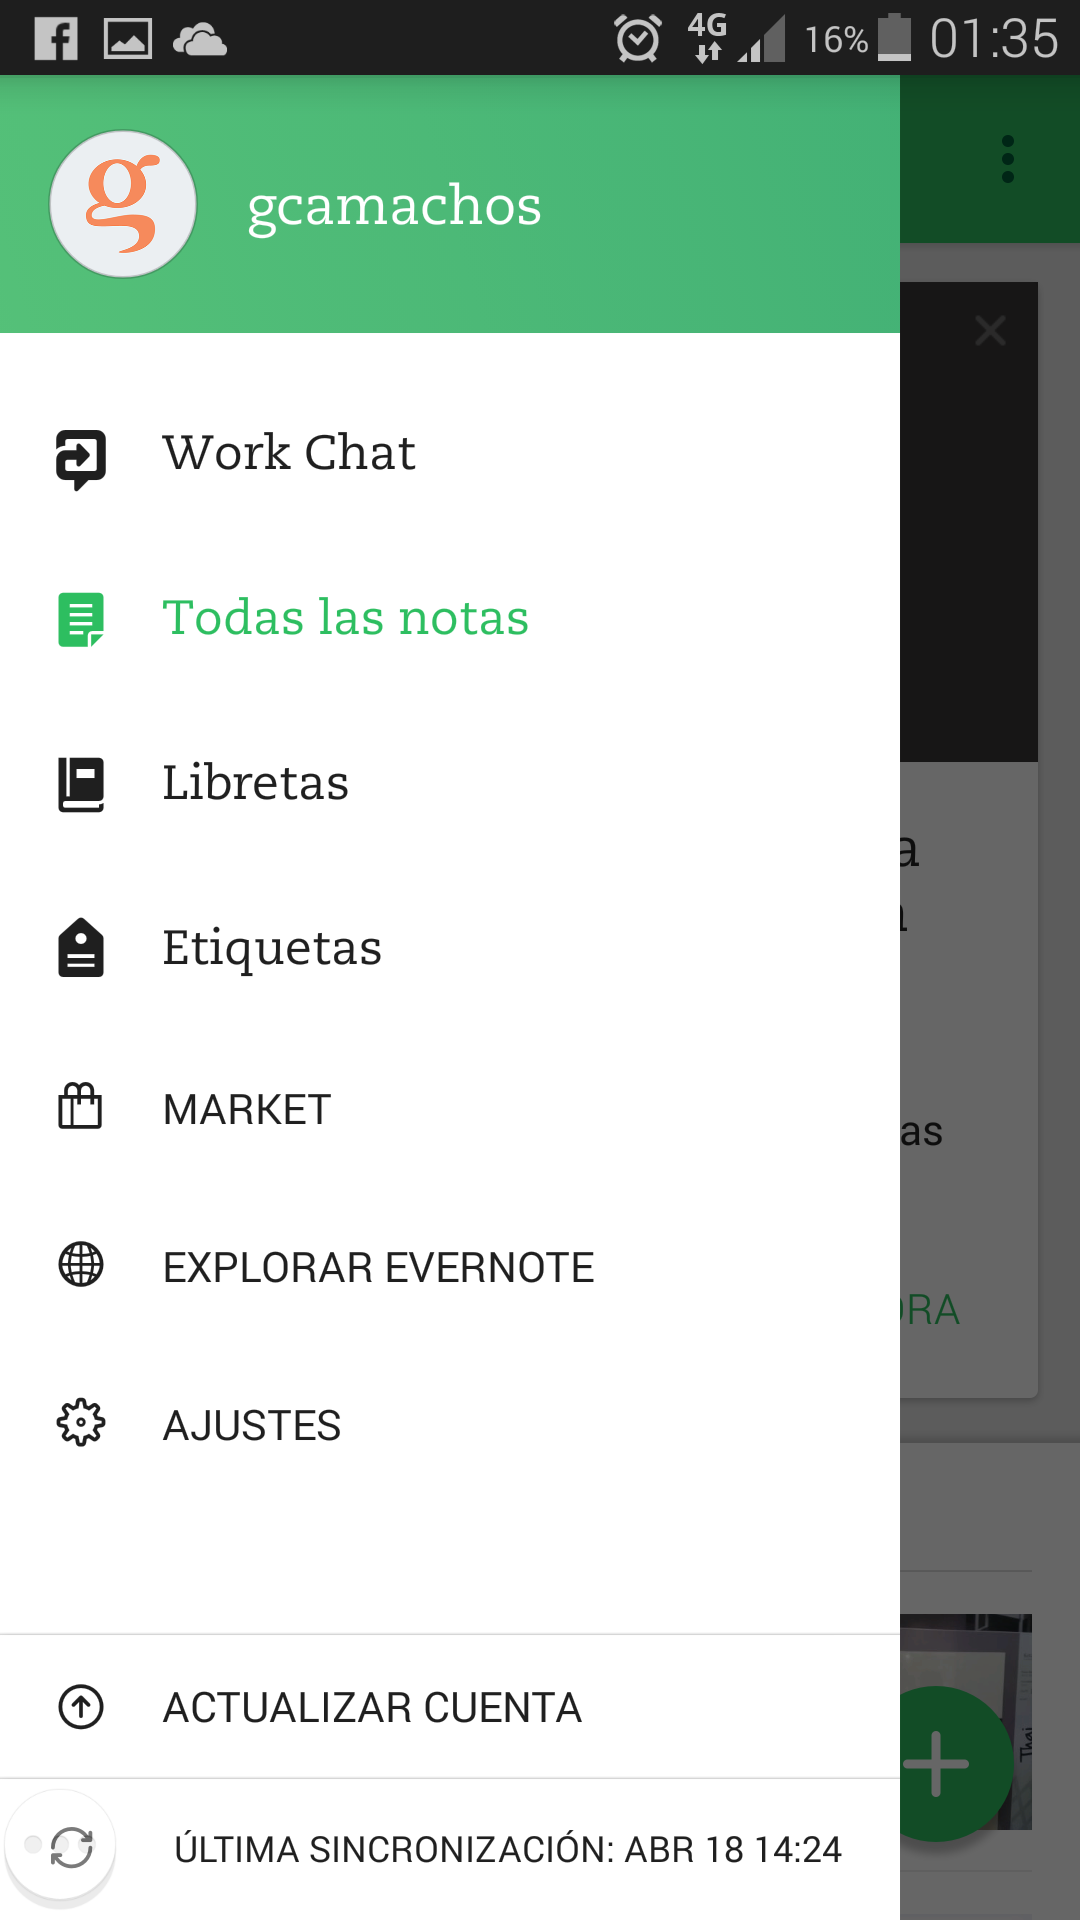 4G 16% 01:35
g gcamachos
Work Chat
Todas las notas
Libretas
Etiquetas
MARKET
EXPLORAR EVERNOTE
AJUSTES
a
as
ORA
ACTUALIZAR CUENTA
ÚLTIMA SINCRONIZACIÓN: ABR 18 14:24